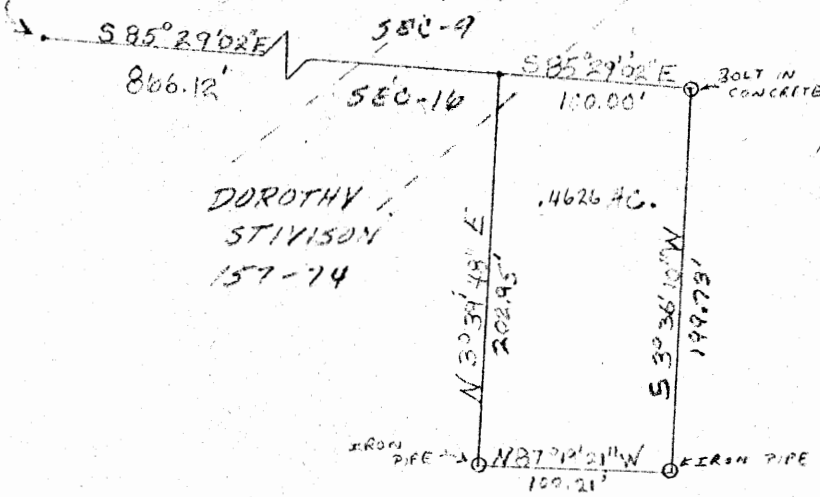 S 85°29'02" E
866.12'
SEC-9
SEC-16
S 85°29'02" E
100.00'
BOLT IN
CONCRETE
DOROTHY
STIVISON
157-74
.4626 AC.
N 3°39'48" E
202.95'
S 3°36'10" W
199.73'
IRON
PIPE
N 87°19'21" W
100.21'
IRON PIPE